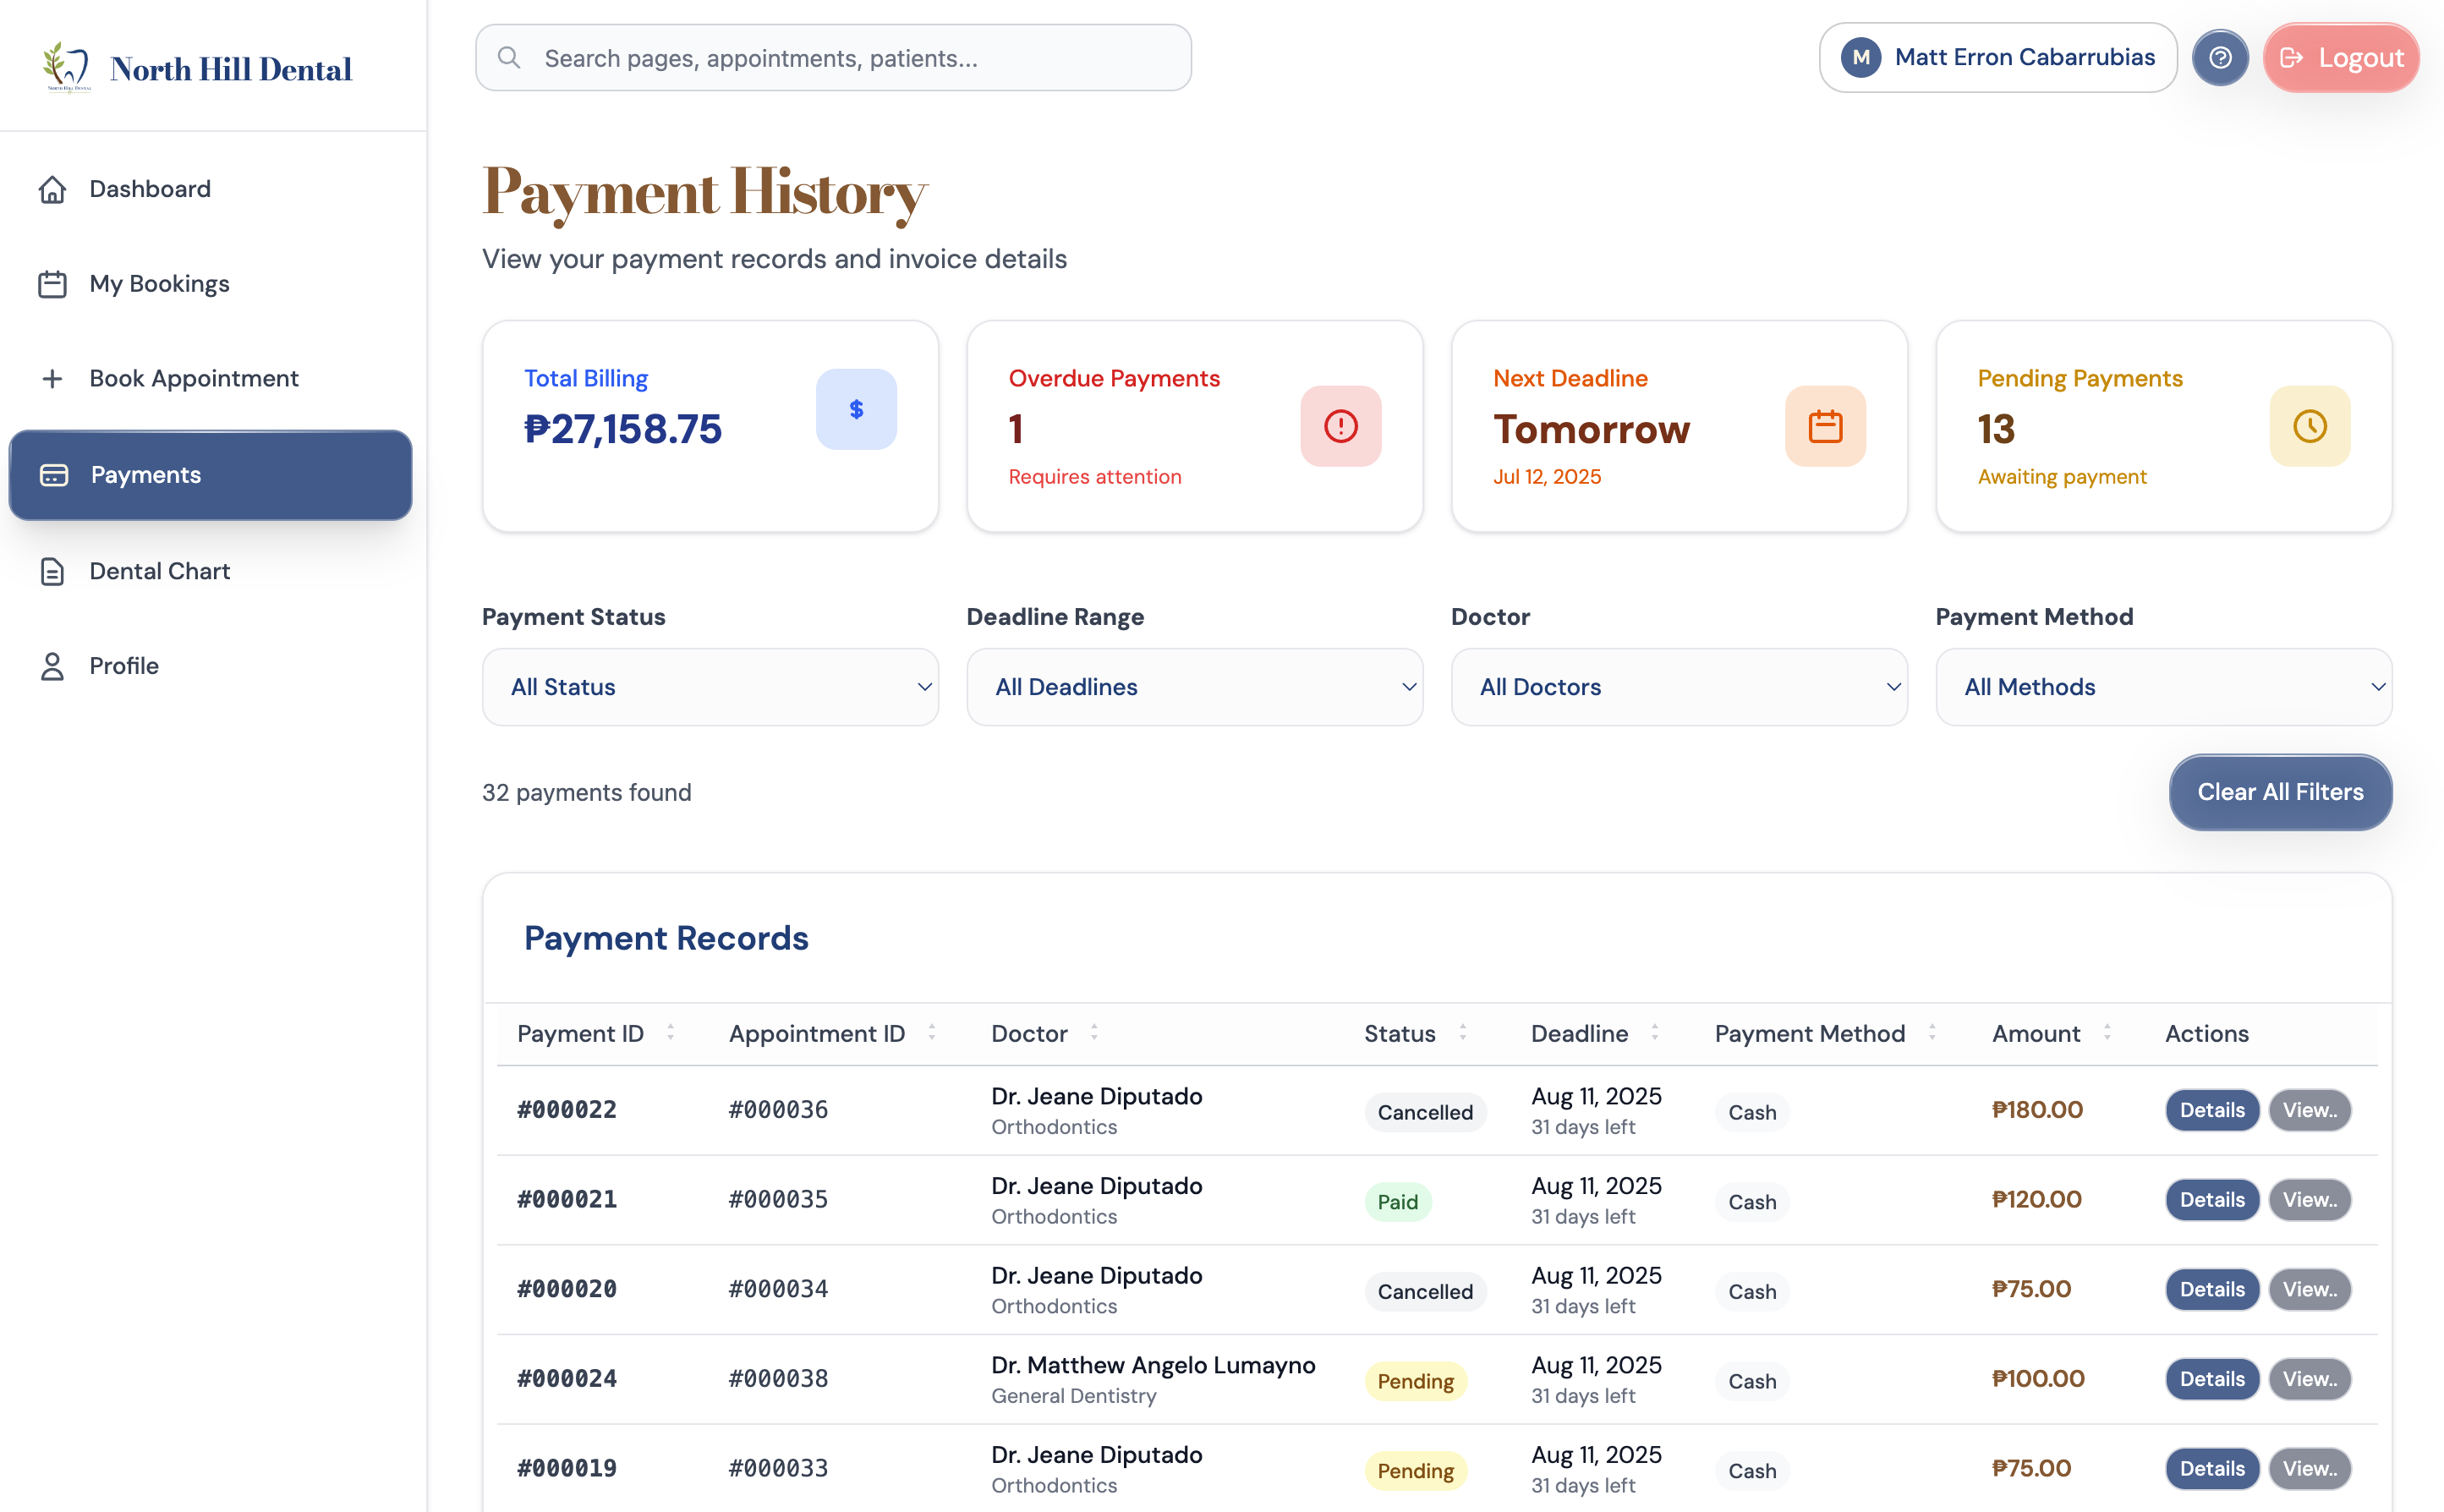 North Hill Dental
NORTH HILL DENTAL
Search pages, appointments, patients...
M
Matt Erron Cabarrubias
Logout
Dashboard
My Bookings
Book Appointment
Payments
Dental Chart
Profile
Payment History
View your payment records and invoice details
Total Billing
₱27,158.75
$
Overdue Payments
1
Requires attention
Next Deadline
Tomorrow
Jul 12, 2025
Pending Payments
13
Awaiting payment
Payment Status
All Status
Deadline Range
All Deadlines
Doctor
All Doctors
Payment Method
All Methods
32 payments found
Clear All Filters
Payment Records
Payment ID Appointment ID Doctor Status Deadline Payment Method Amount Actions
#000022 #000036 Dr. Jeane Diputado Cancelled Aug 11, 2025 Cash ₱180.00 Details View..
Orthodontics 31 days left
#000021 #000035 Dr. Jeane Diputado Paid Aug 11, 2025 Cash ₱120.00 Details View..
Orthodontics 31 days left
#000020 #000034 Dr. Jeane Diputado Cancelled Aug 11, 2025 Cash ₱75.00 Details View..
Orthodontics 31 days left
#000024 #000038 Dr. Matthew Angelo Lumayno Pending Aug 11, 2025 Cash ₱100.00 Details View..
General Dentistry 31 days left
#000019 #000033 Dr. Jeane Diputado Pending Aug 11, 2025 Cash ₱75.00 Details View..
Orthodontics 31 days left